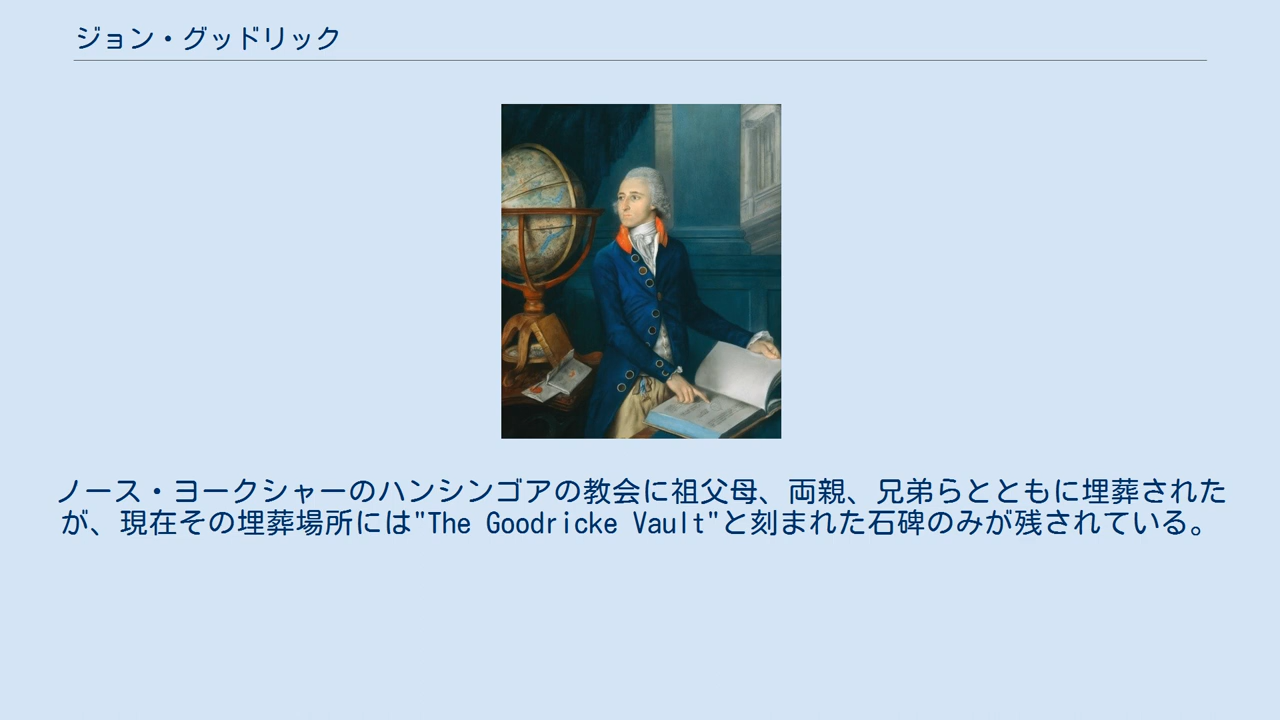 ジョン・グッドリック
ノース・ヨークシャーのハンシンゴアの教会に祖父母、両親、兄弟らとともに埋葬された
が、現在その埋葬場所には"The Goodricke Vault"と刻まれた石碑のみが残されている。